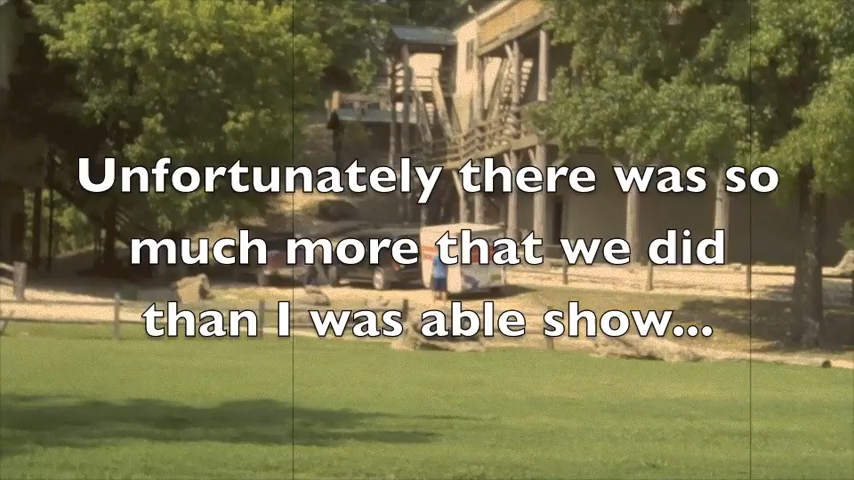 Unfortunately there was so
much more that we did
than I was able show...